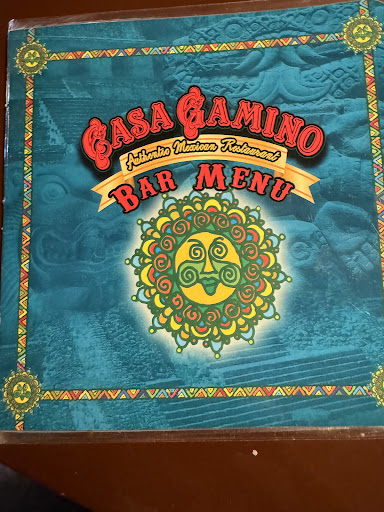 Casa Gamino
Authentic Mexican Restaurant
Bar Menu